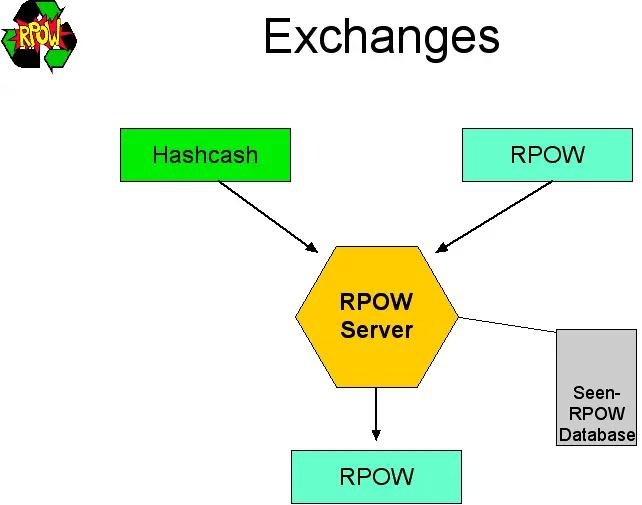 RPOW
Exchanges
Hashcash
RPOW
RPOW
Server
Seen-
RPOW
Database
RPOW